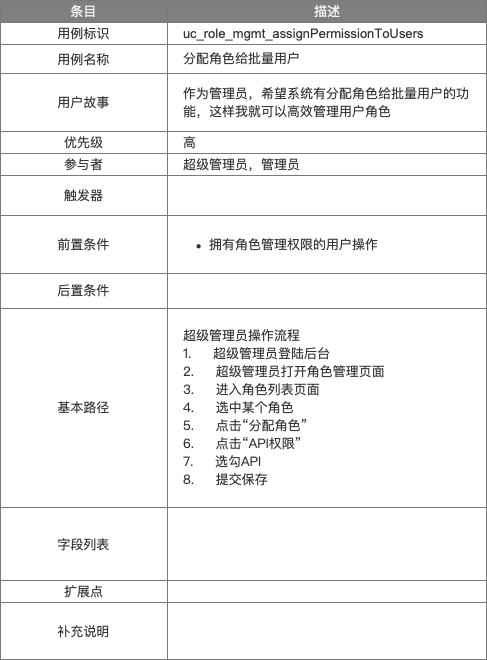 条目 描述
用例标识 uc_role_mgmt_assignPermissionToUsers
用例名称 分配角色给批量用户
用户故事 作为管理员，希望系统有分配角色给批量用户的功
能，这样我就可以高效管理用户角色
优先级 高
参与者 超级管理员，管理员
触发器
前置条件 • 拥有角色管理权限的用户操作
后置条件
基本路径
超级管理员操作流程
1. 超级管理员登陆后台
2. 超级管理员打开角色管理页面
3. 进入角色列表页面
4. 选中某个角色
5. 点击“分配角色”
6. 点击“API权限”
7. 选勾API
8. 提交保存
字段列表
扩展点
补充说明